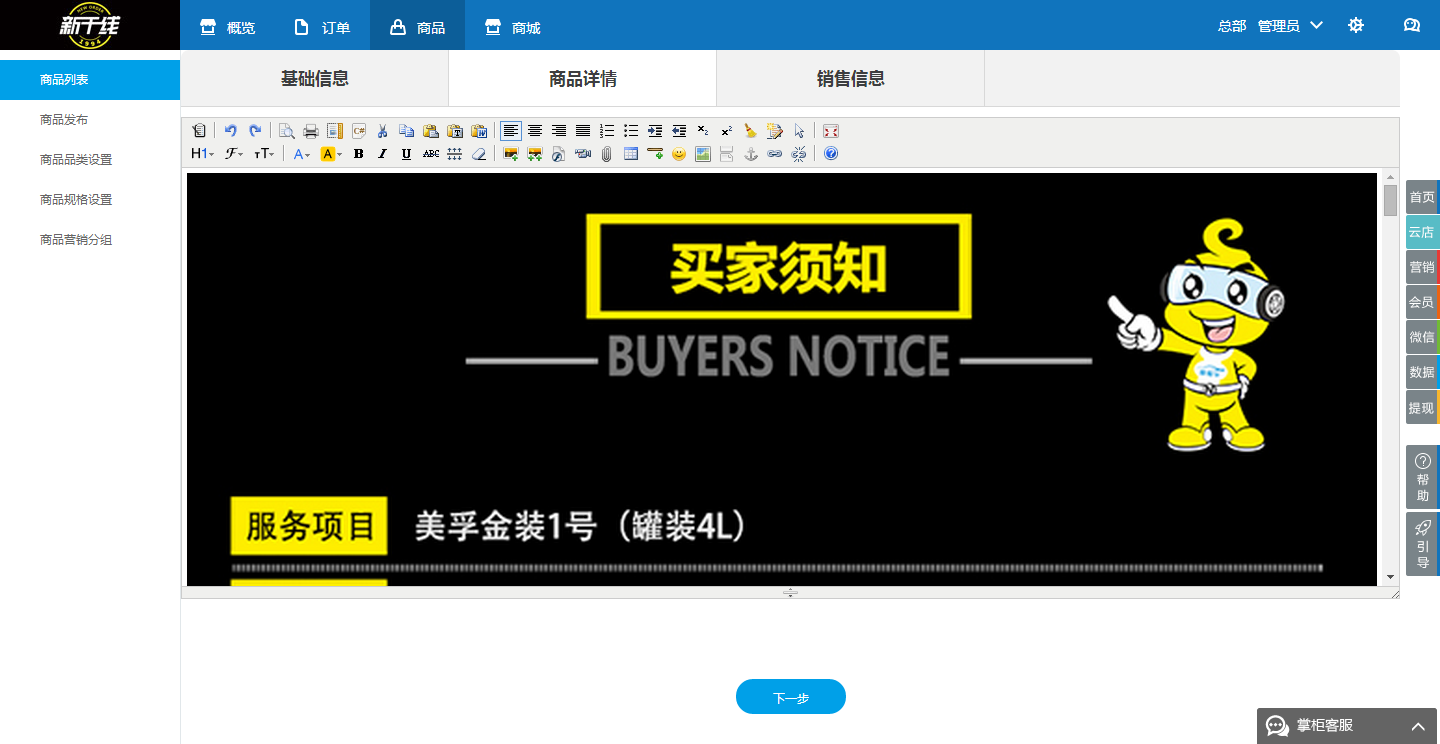 NEW ORDER
新干线
1994
概览
订单
商品
商城
总部 管理员
商品列表
商品发布
商品品类设置
商品规格设置
商品营销分组
基础信息
商品详情
销售信息
H1
买家须知
BUYERS NOTICE
服务项目 美孚金装1号（罐装4L）
下一步
首页
云店
营销
会员
微信
数据
提现
帮助
引导
掌柜客服